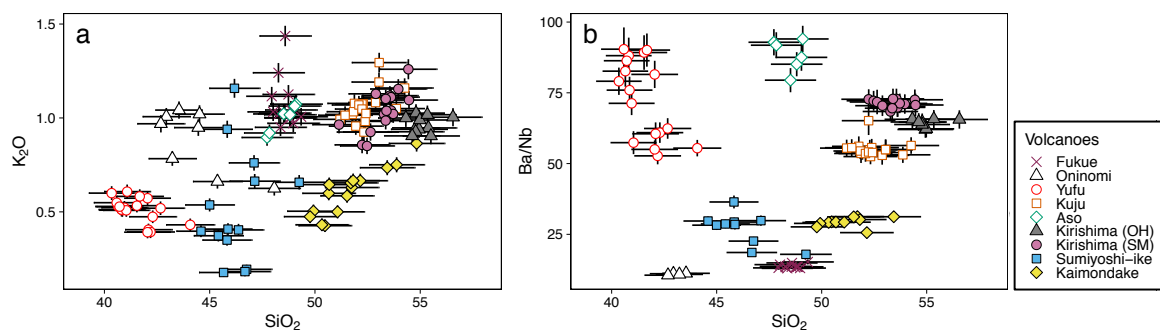 a
1.5
1.0
0.5
K₂O
40
45
50
55
SiO₂
b
100
75
50
25
Ba/Nb
40
45
50
55
SiO₂
Volcanoes
Fukue
Oninomi
Yufu
Kuju
Aso
Kirishima (OH)
Kirishima (SM)
Sumiyoshi−ike
Kaimondake